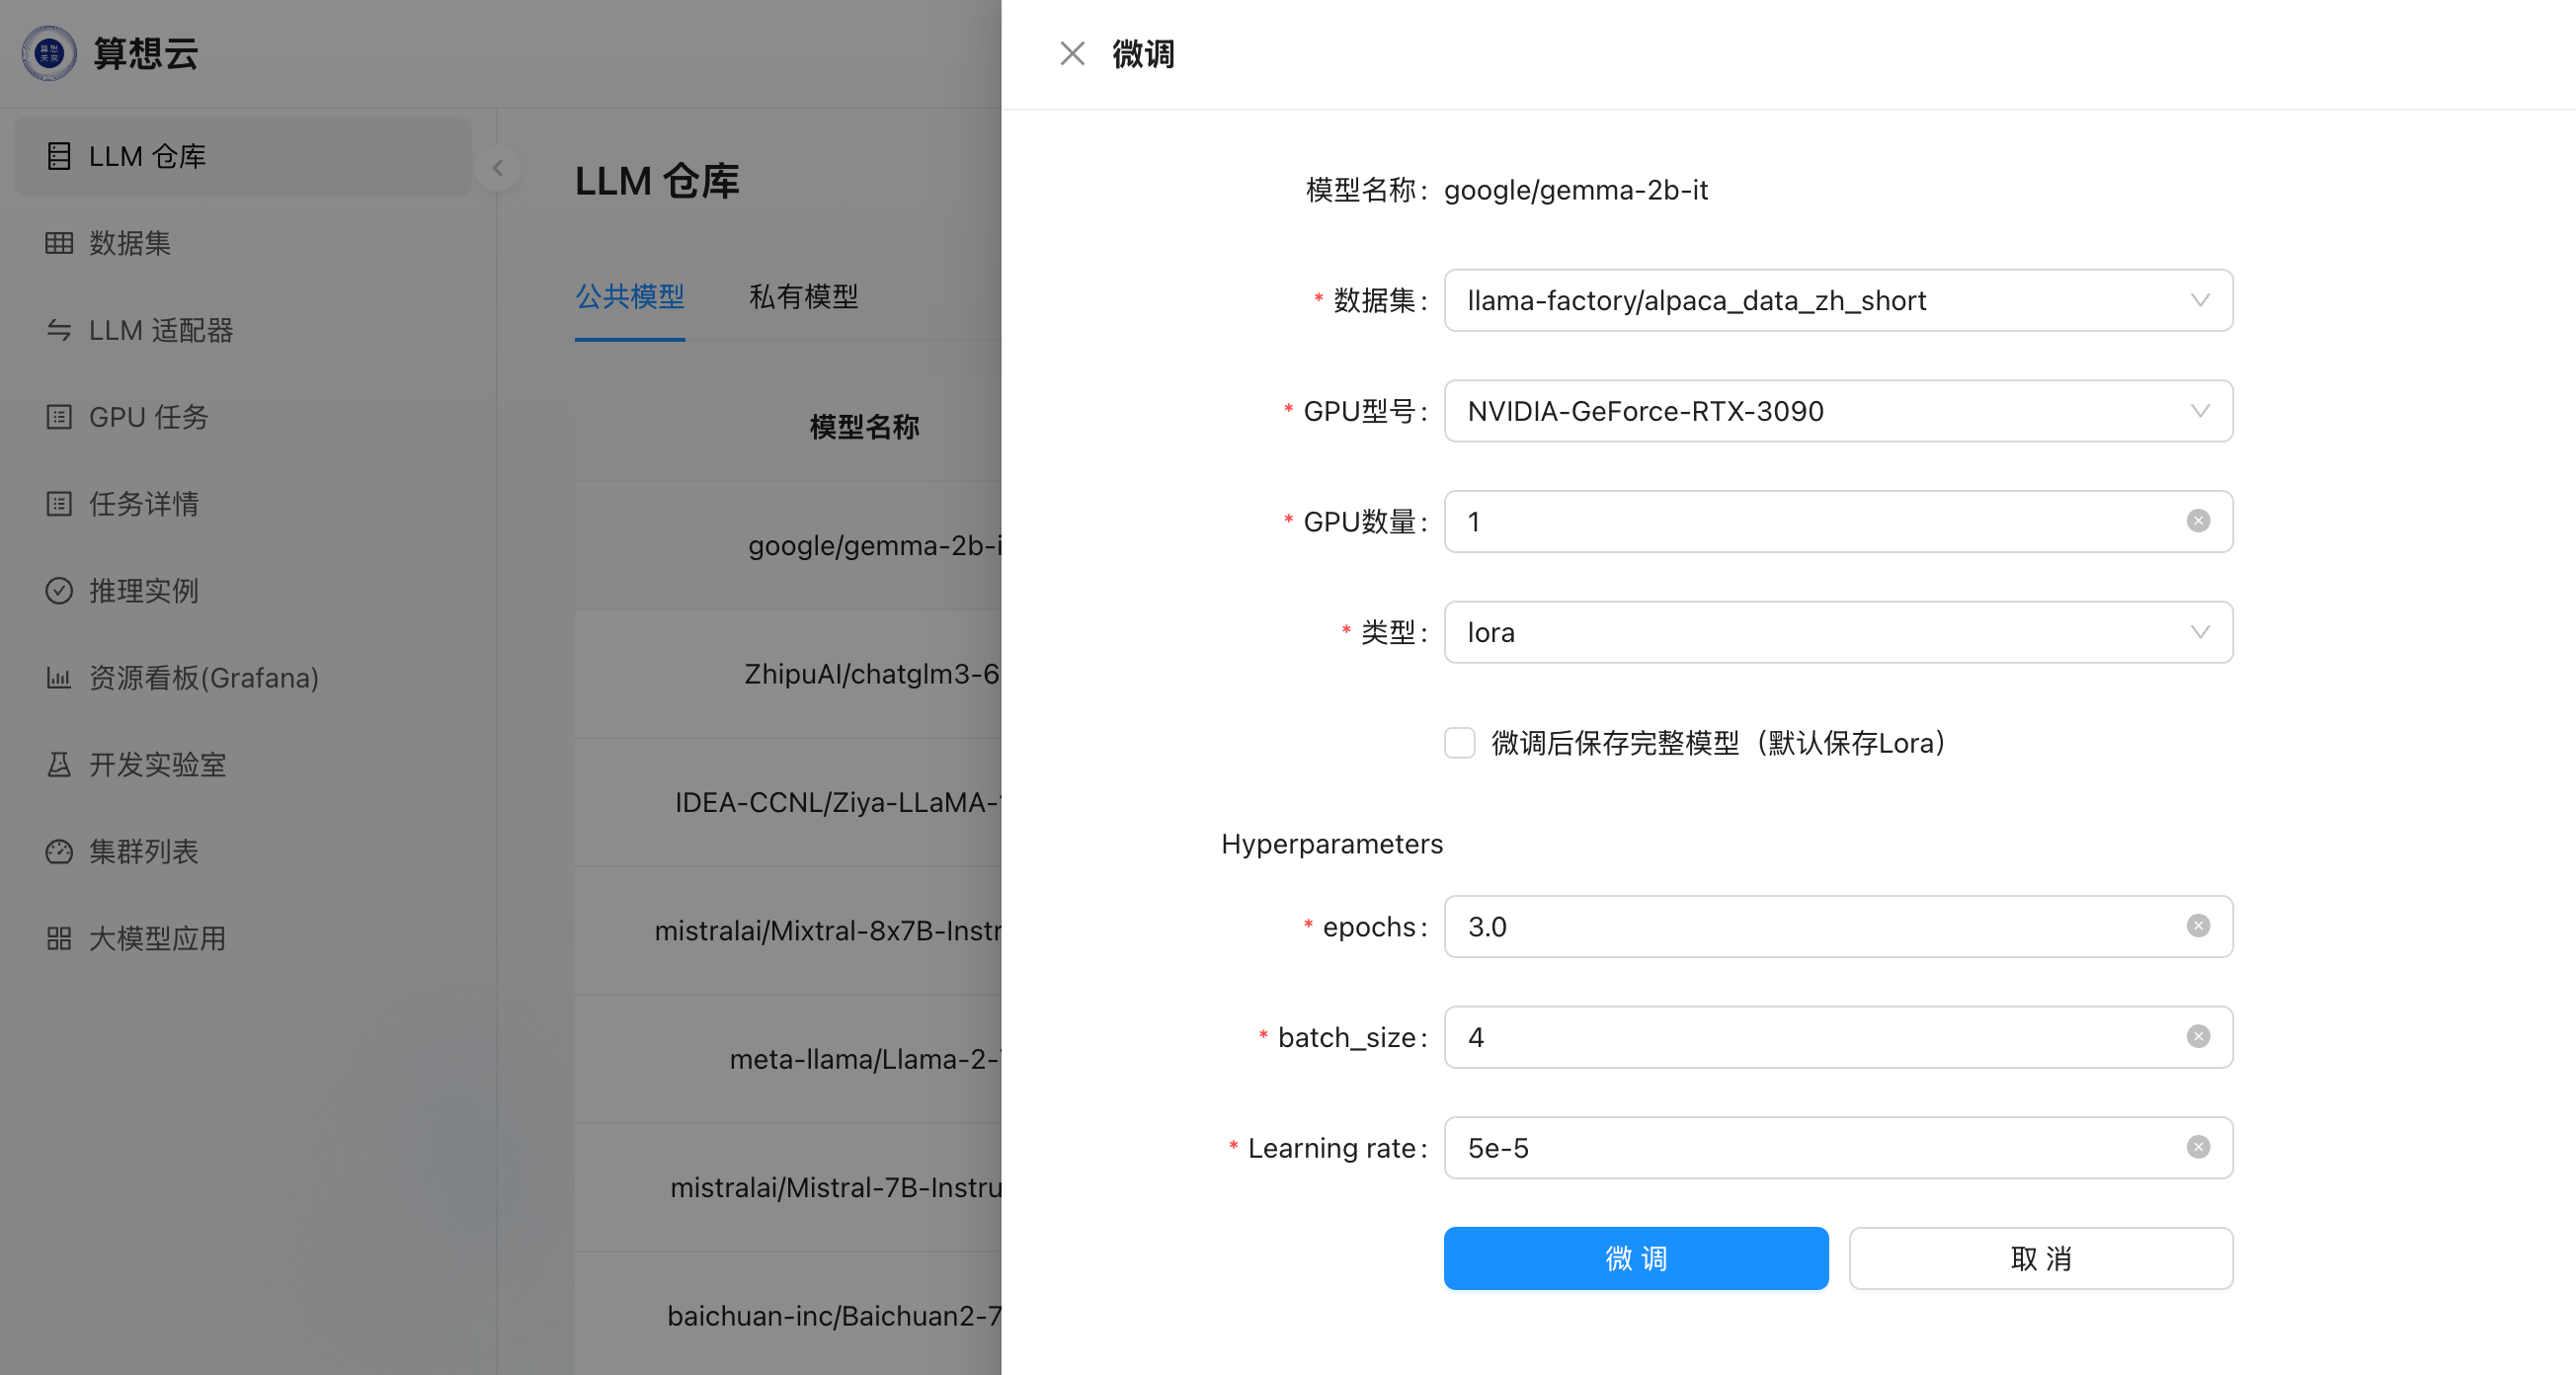 算想云
LLM 仓库
数据集
LLM 适配器
GPU 任务
任务详情
推理实例
资源看板(Grafana)
开发实验室
集群列表
大模型应用
LLM 仓库
公共模型 私有模型
模型名称
google/gemma-2b-i
ZhipuAI/chatglm3-6
IDEA-CCNL/Ziya-LLaMA-
mistralai/Mixtral-8x7B-Instr
meta-llama/Llama-2-
mistralai/Mistral-7B-Instru
baichuan-inc/Baichuan2-7
微调
模型名称: google/gemma-2b-it
* 数据集: llama-factory/alpaca_data_zh_short
* GPU型号: NVIDIA-GeForce-RTX-3090
* GPU数量: 1
* 类型: lora
微调后保存完整模型（默认保存Lora）
Hyperparameters
* epochs: 3.0
* batch_size: 4
* Learning rate: 5e-5
微 调 取 消